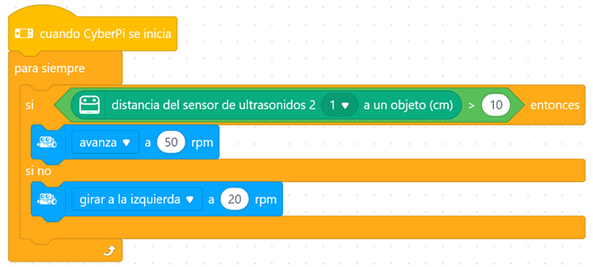 cuando CyberPi se inicia
para siempre
si distancia del sensor de ultrasonidos 2 1 a un objeto (cm) > 10 entonces
avanza a 50 rpm
si no
girar a la izquierda a 20 rpm